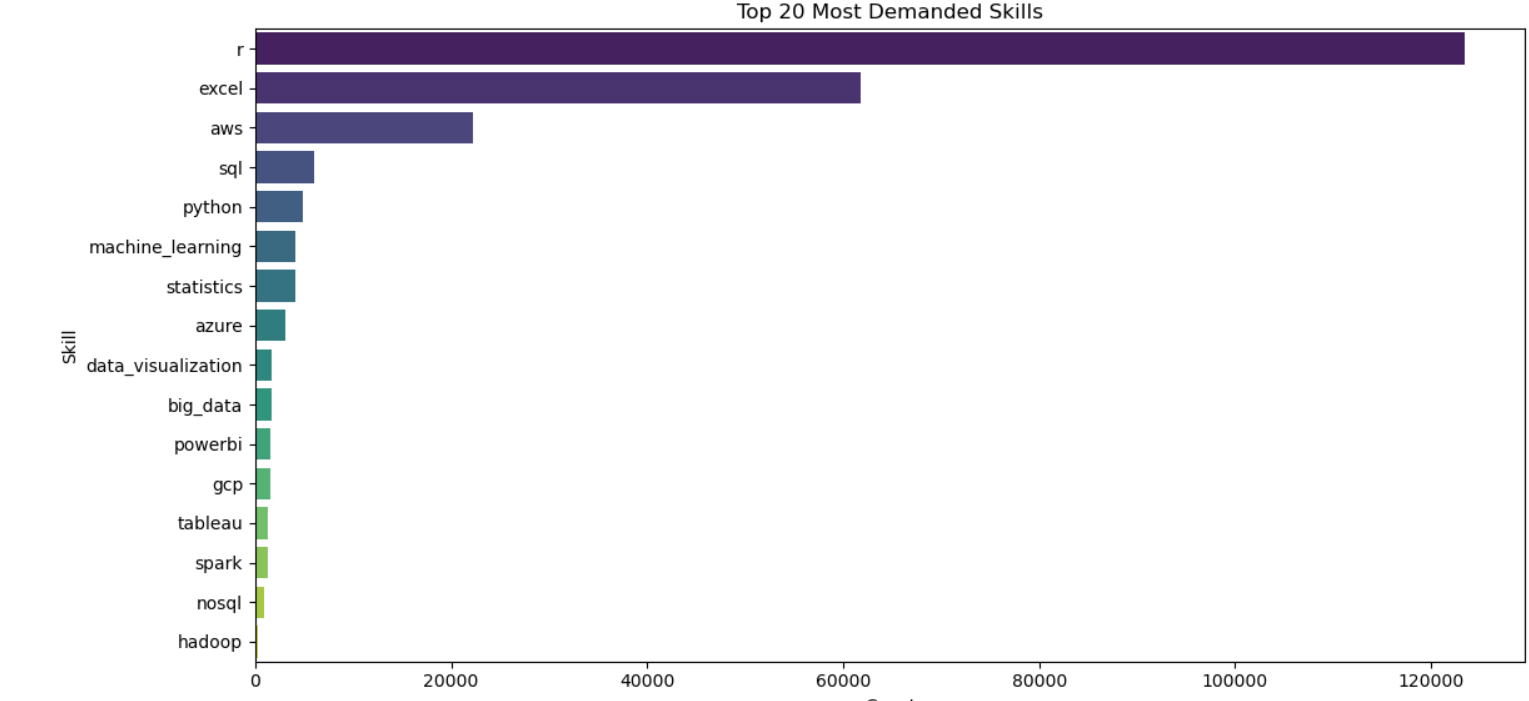 Top 20 Most Demanded Skills
r
excel
aws
sql
python
machine_learning
statistics
azure
data_visualization
big_data
powerbi
gcp
tableau
spark
nosql
hadoop
Skill
0 20000 40000 60000 80000 100000 120000